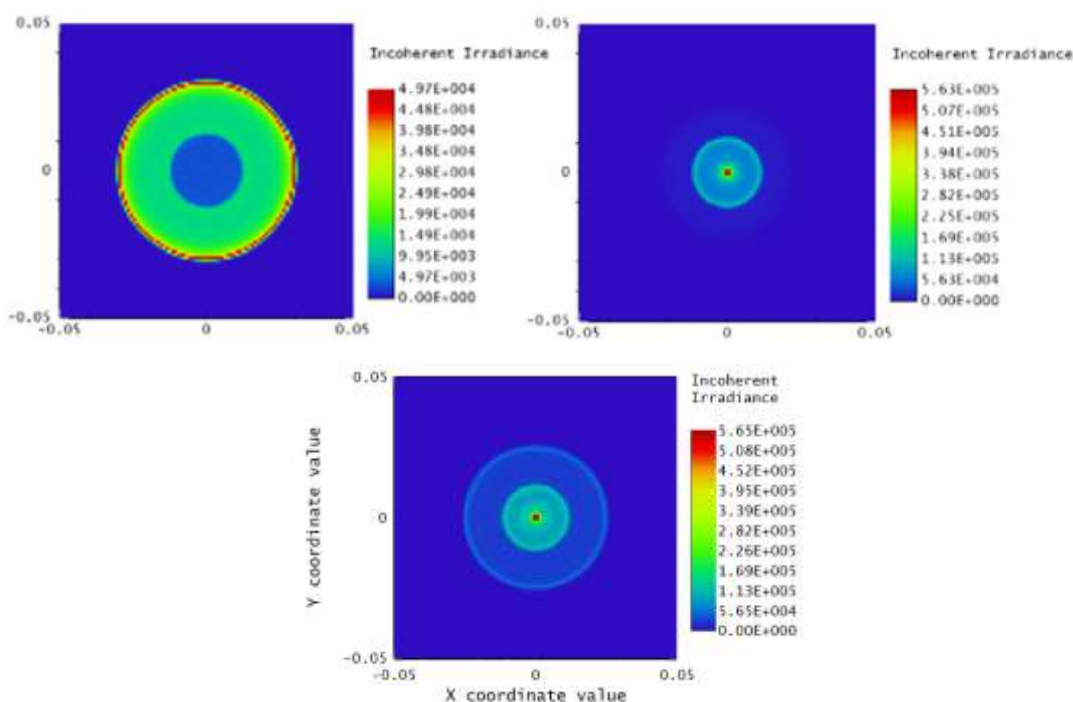 0.05
Incoherent Irradiance
4.97E+004
4.48E+004
3.98E+004
3.48E+004
2.98E+004
2.49E+004
1.99E+004
1.49E+004
9.95E+003
4.97E+003
0.00E+000
0
-0.05
-0.05 0 0.05
0.05
Incoherent Irradiance
5.63E+005
5.07E+005
4.51E+005
3.94E+005
3.38E+005
2.82E+005
2.25E+005
1.69E+005
1.13E+005
5.63E+004
0.00E+000
0
-0.05
-0.05 0 0.05
0.05
Incoherent
Irradiance
5.65E+005
5.08E+005
4.52E+005
3.95E+005
3.39E+005
2.82E+005
2.26E+005
1.69E+005
1.13E+005
5.65E+004
0.00E+000
Y coordinate value
0
-0.05
-0.05 0 0.05
X coordinate value